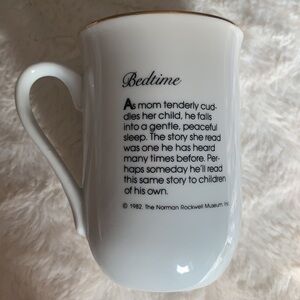 Bedtime
As mom tenderly cud-
dles her child, he falls
into a gentle, peaceful
sleep. The story she read
was one he has heard
many times before. Per-
haps someday he'll read
this same story to children
of his own.
© 1982. The Norman Rockwell Museum Inc.